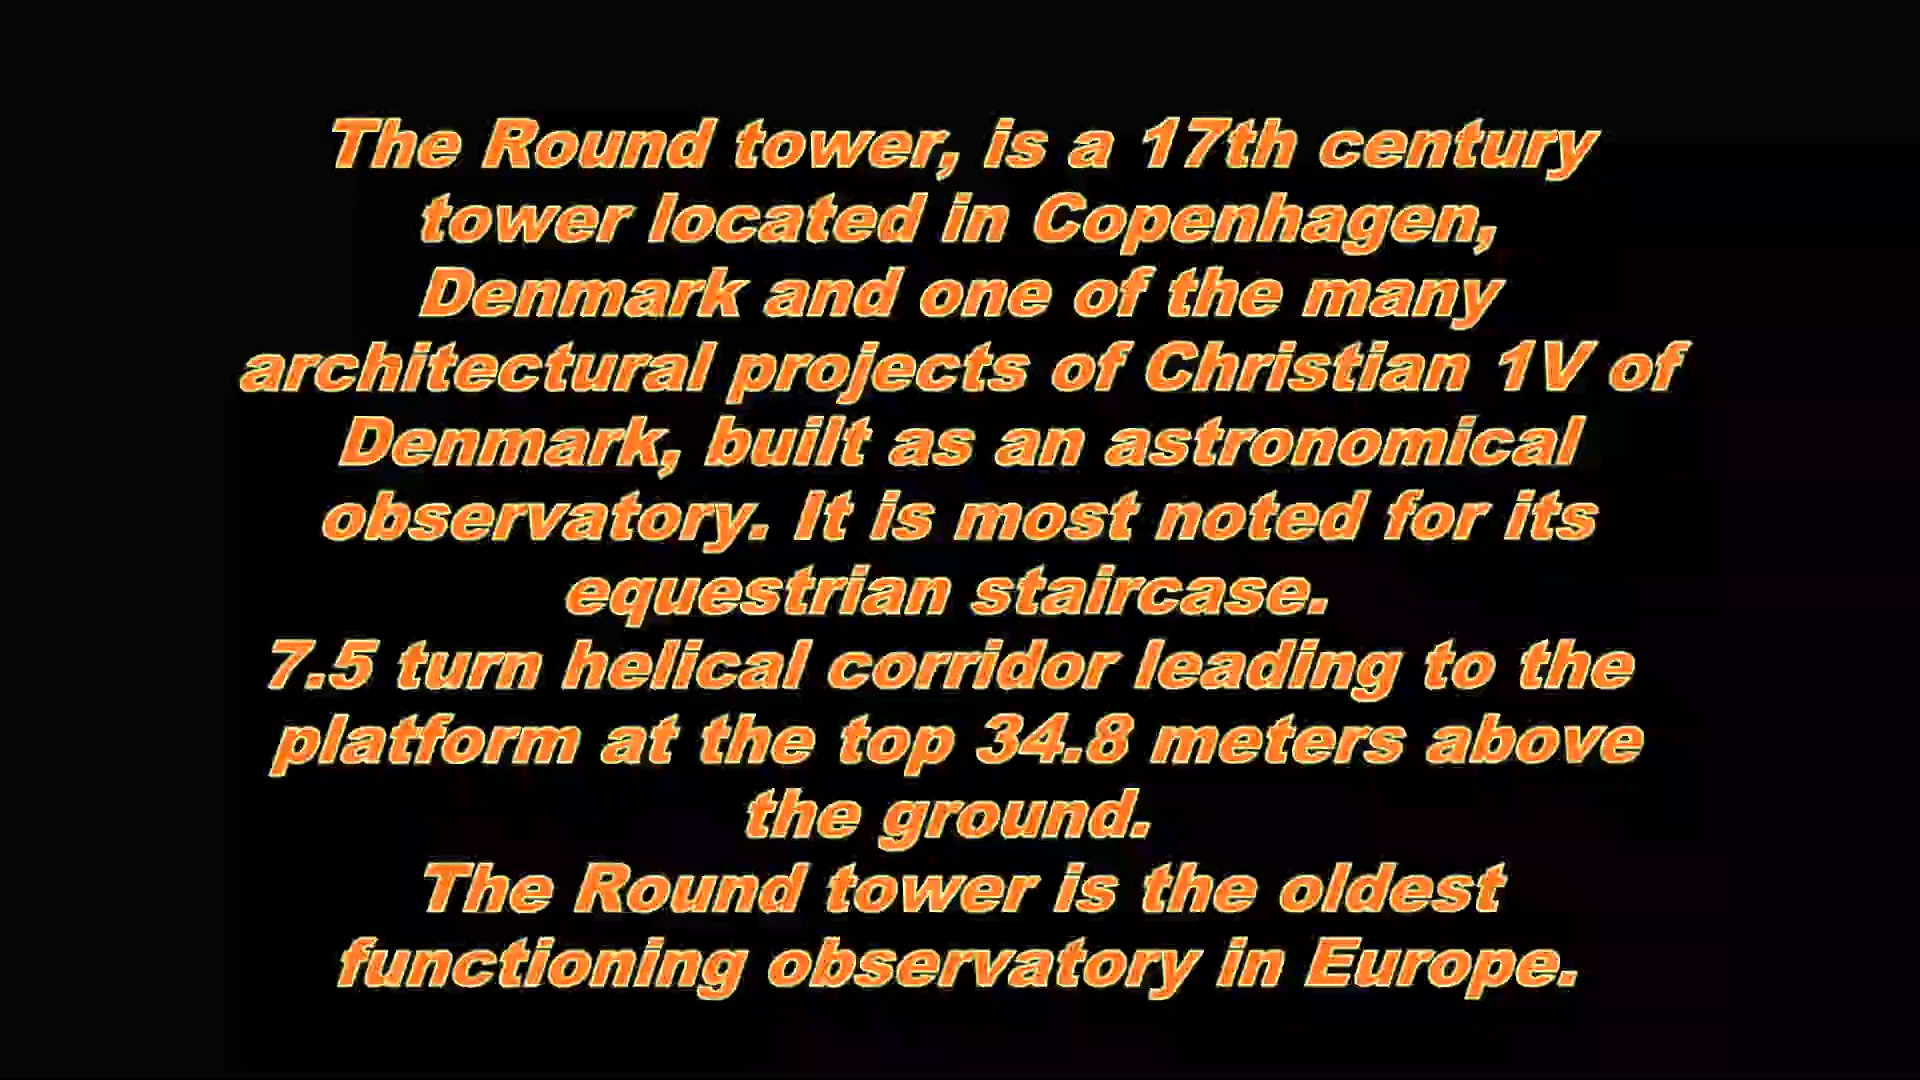 The Round tower, is a 17th century
tower located in Copenhagen,
Denmark and one of the many
architectural projects of Christian 1V of
Denmark, built as an astronomical
observatory. It is most noted for its
equestrian staircase.
7.5 turn helical corridor leading to the
platform at the top 34.8 meters above
the ground.
The Round tower is the oldest
functioning observatory in Europe.